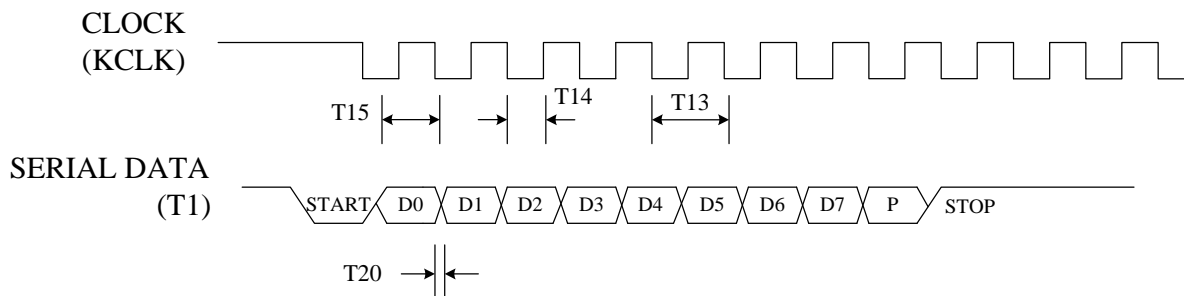 CLOCK
(KCLK)
T15
T14
T13
SERIAL DATA
(T1)
START D0 D1 D2 D3 D4 D5 D6 D7 P STOP
T20